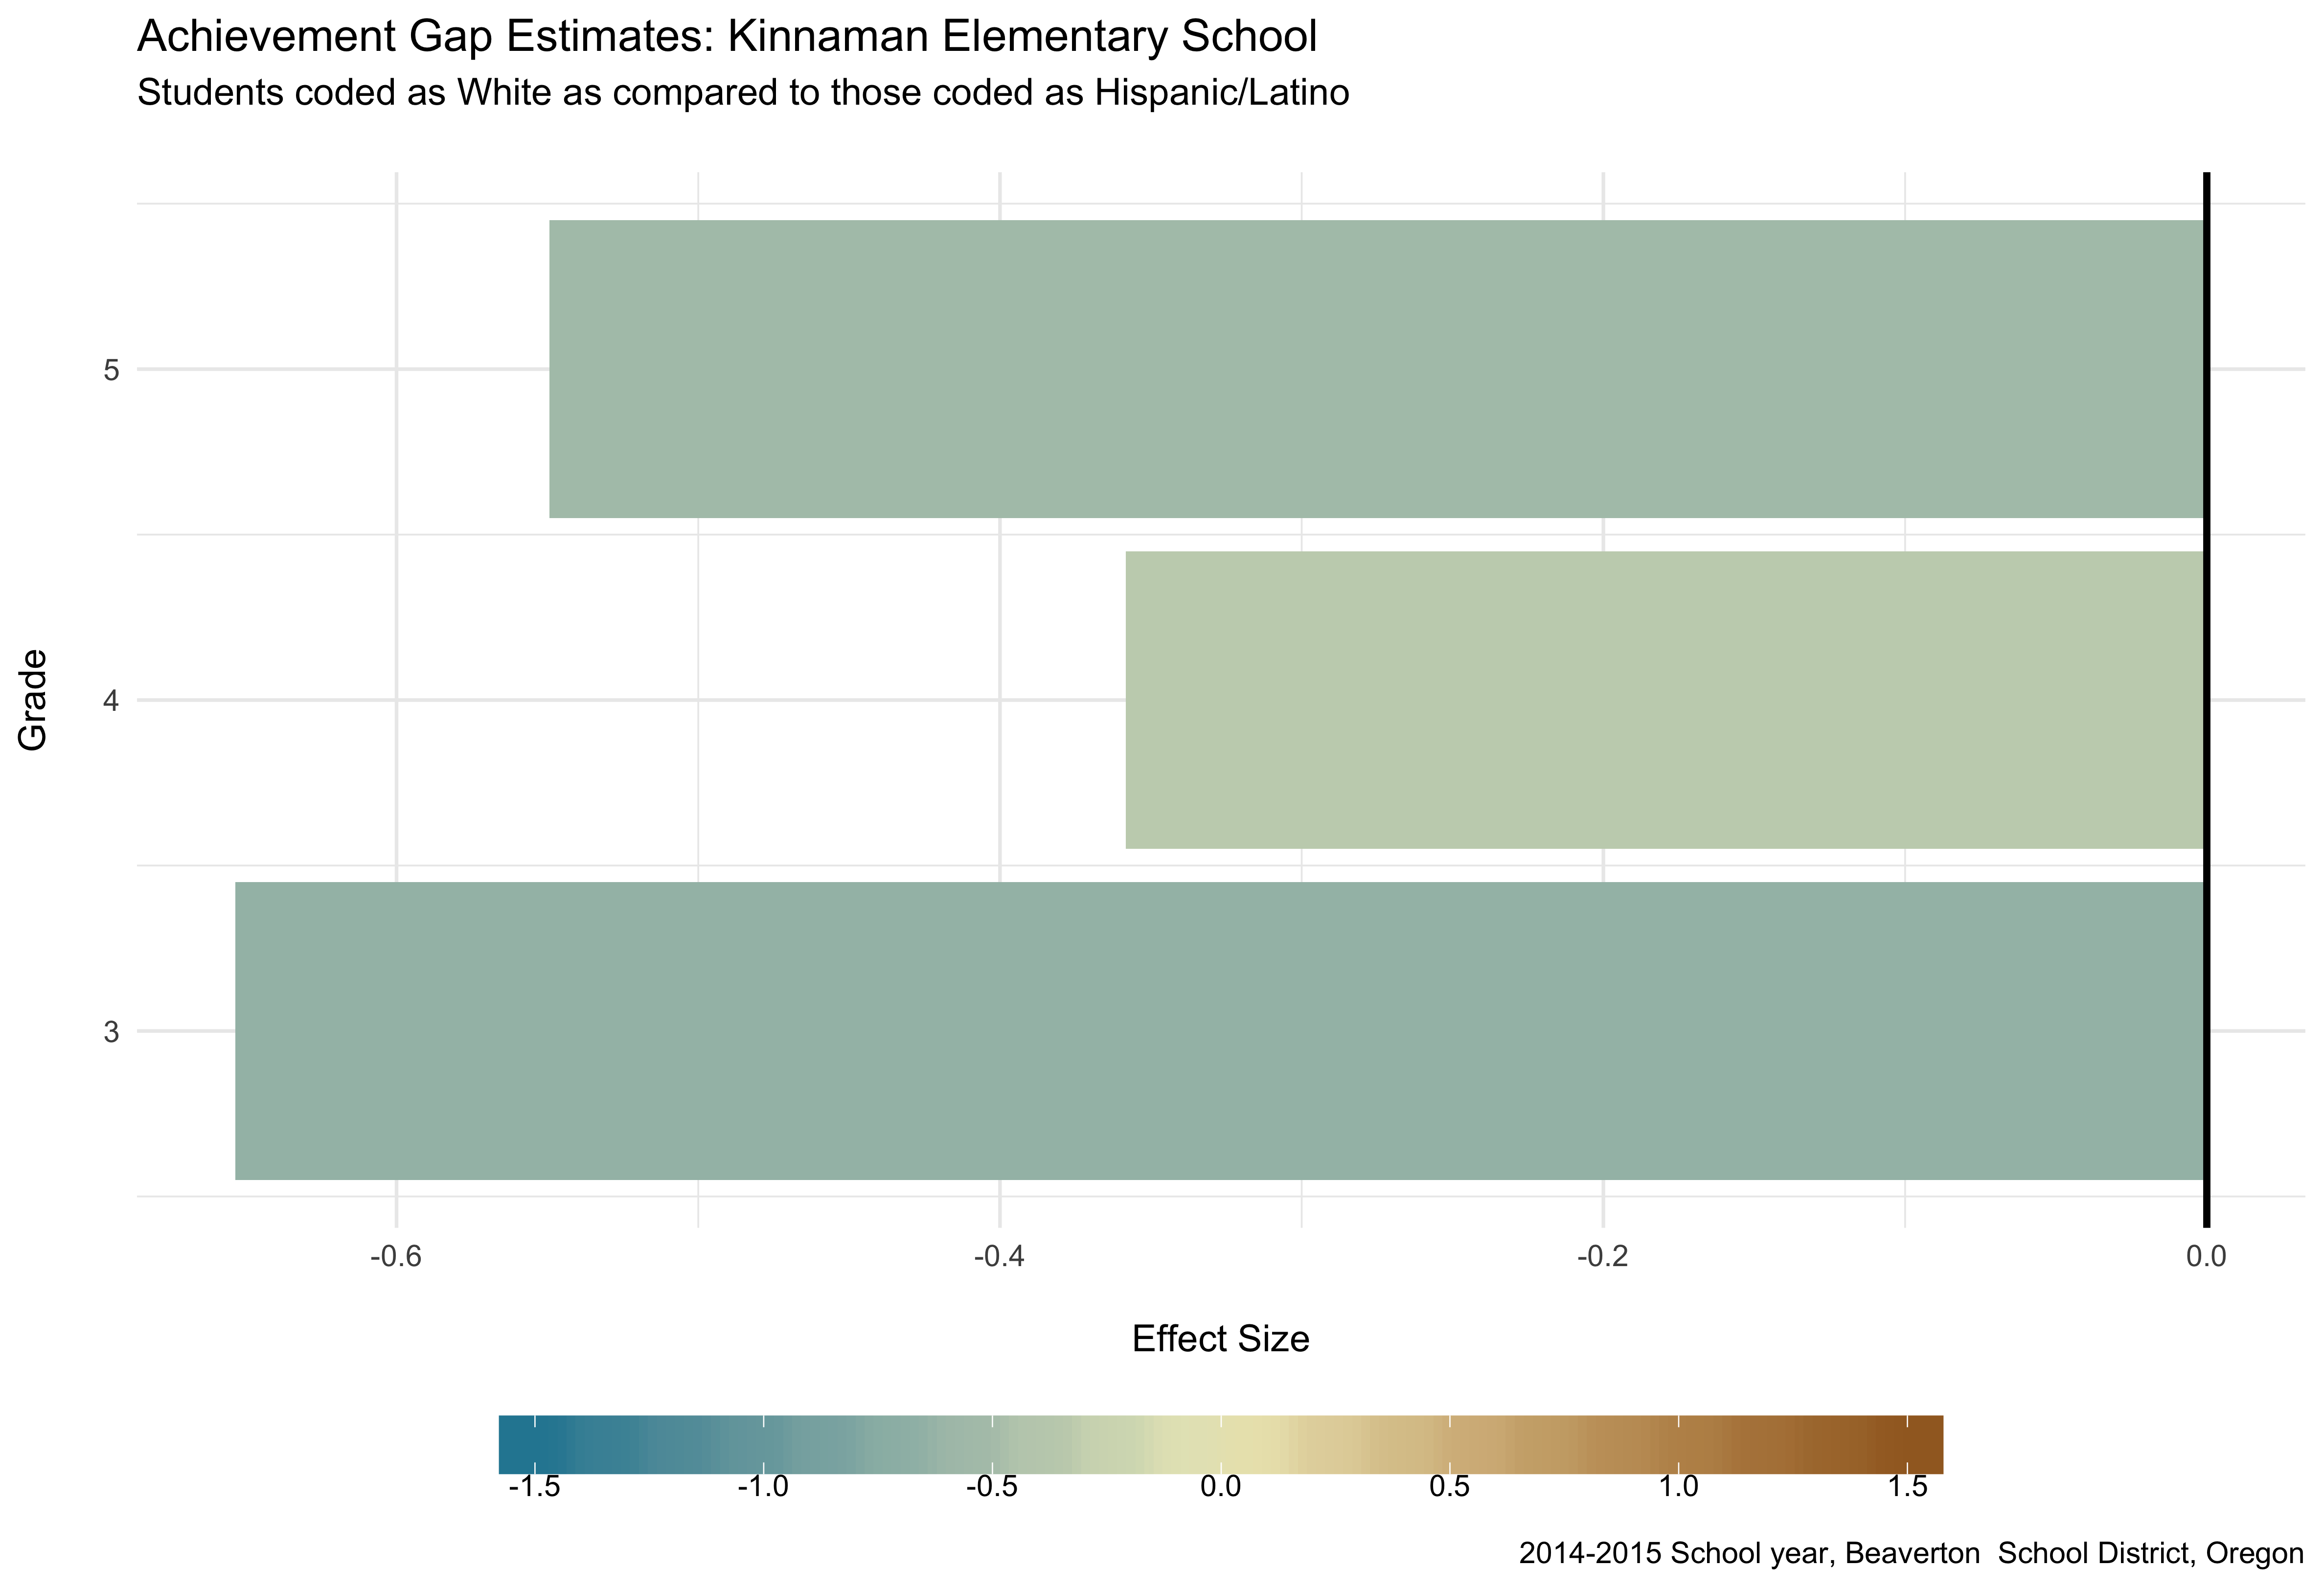 Achievement Gap Estimates: Kinnaman Elementary School
Students coded as White as compared to those coded as Hispanic/Latino
5
4
3
Grade
-0.6 -0.4 -0.2 0.0
Effect Size
-1.5 -1.0 -0.5 0.0 0.5 1.0 1.5
2014-2015 School year, Beaverton  School District, Oregon